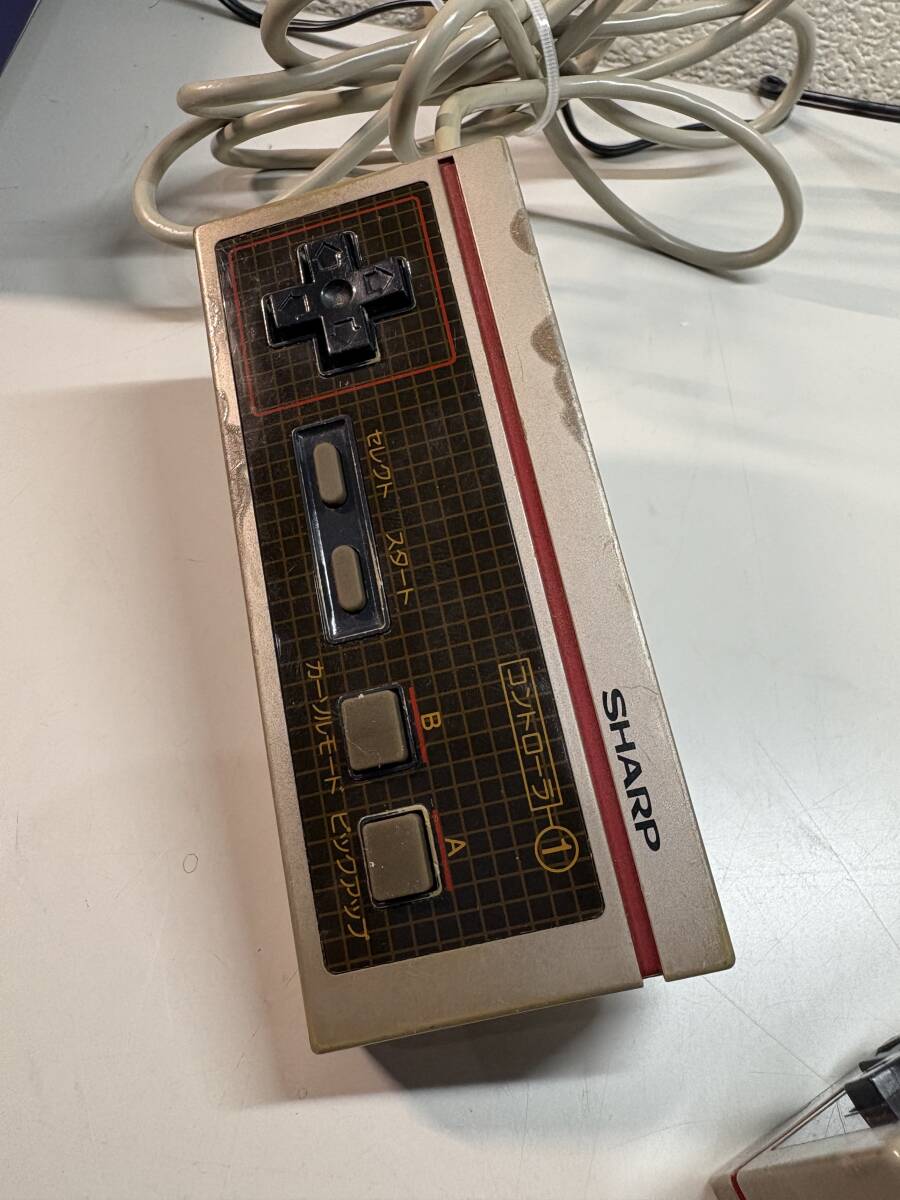 SHARP
コントローラー①
セレクト スタート
B
A
カーソルモード ピックアップ